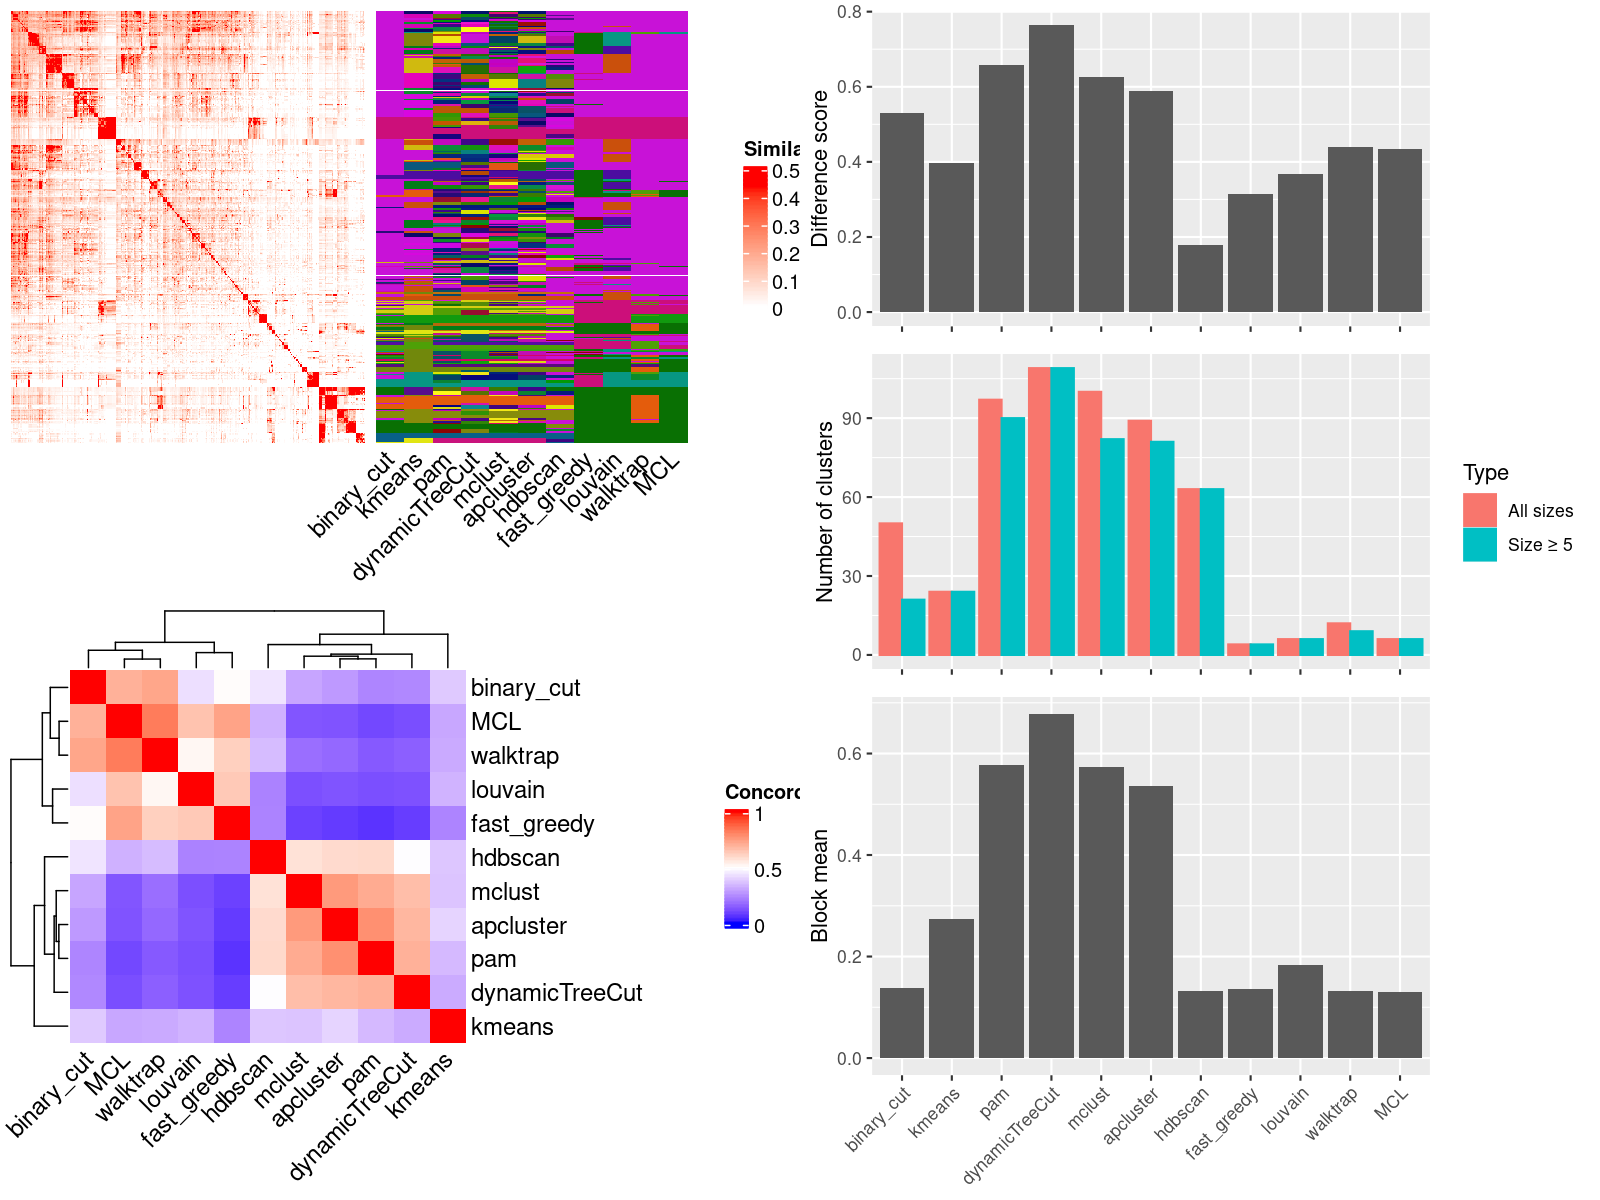 Simila
0.5
0.4
0.3
0.2
0.1
0
binary_cut
kmeans
pam
dynamicTreeCut
mclust
apcluster
hdbscan
fast_greedy
louvain
walktrap
MCL
binary_cut
MCL
walktrap
louvain
fast_greedy
hdbscan
mclust
apcluster
pam
dynamicTreeCut
kmeans
binary_cut
MCL
walktrap
louvain
fast_greedy
hdbscan
mclust
apcluster
pam
dynamicTreeCut
kmeans
Concord
1
0.5
0
Difference score
0.8
0.6
0.4
0.2
0.0
Number of clusters
90
60
30
0
Type
All sizes
Size ≥ 5
Block mean
0.6
0.4
0.2
0.0
binary_cut
kmeans
pam
dynamicTreeCut
mclust
apcluster
hdbscan
fast_greedy
louvain
walktrap
MCL